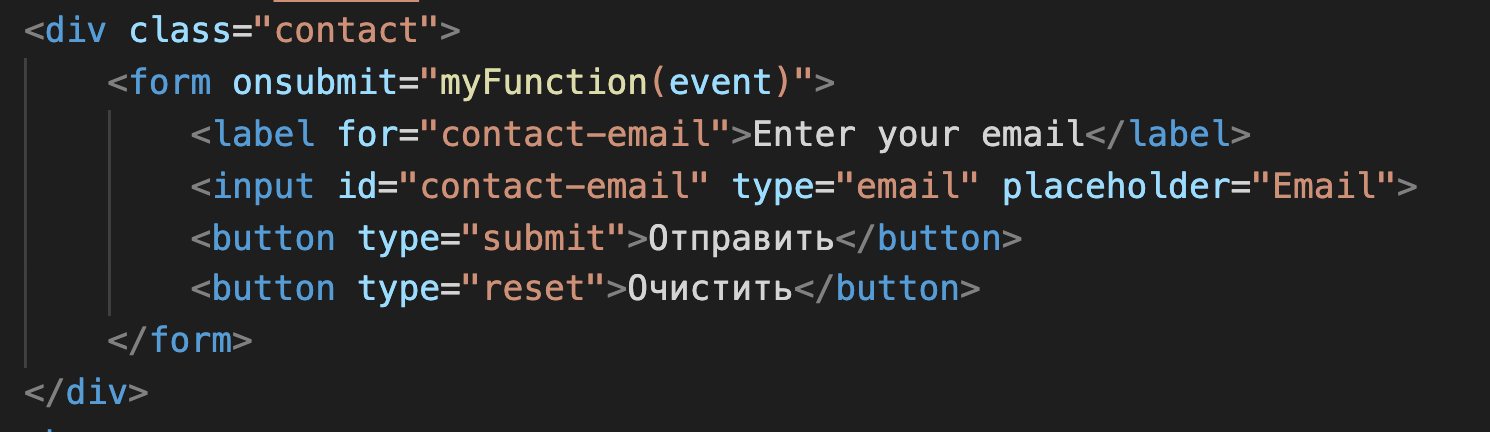 <div class="contact">
<form onsubmit="myFunction(event)">
<label for="contact-email">Enter your email</label>
<input id="contact-email" type="email" placeholder="Email">
<button type="submit">Отправить</button>
<button type="reset">Очистить</button>
</form>
</div>